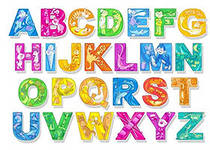 ABCDEFG
HIJKLMN
OPQRST
UVWXYZ